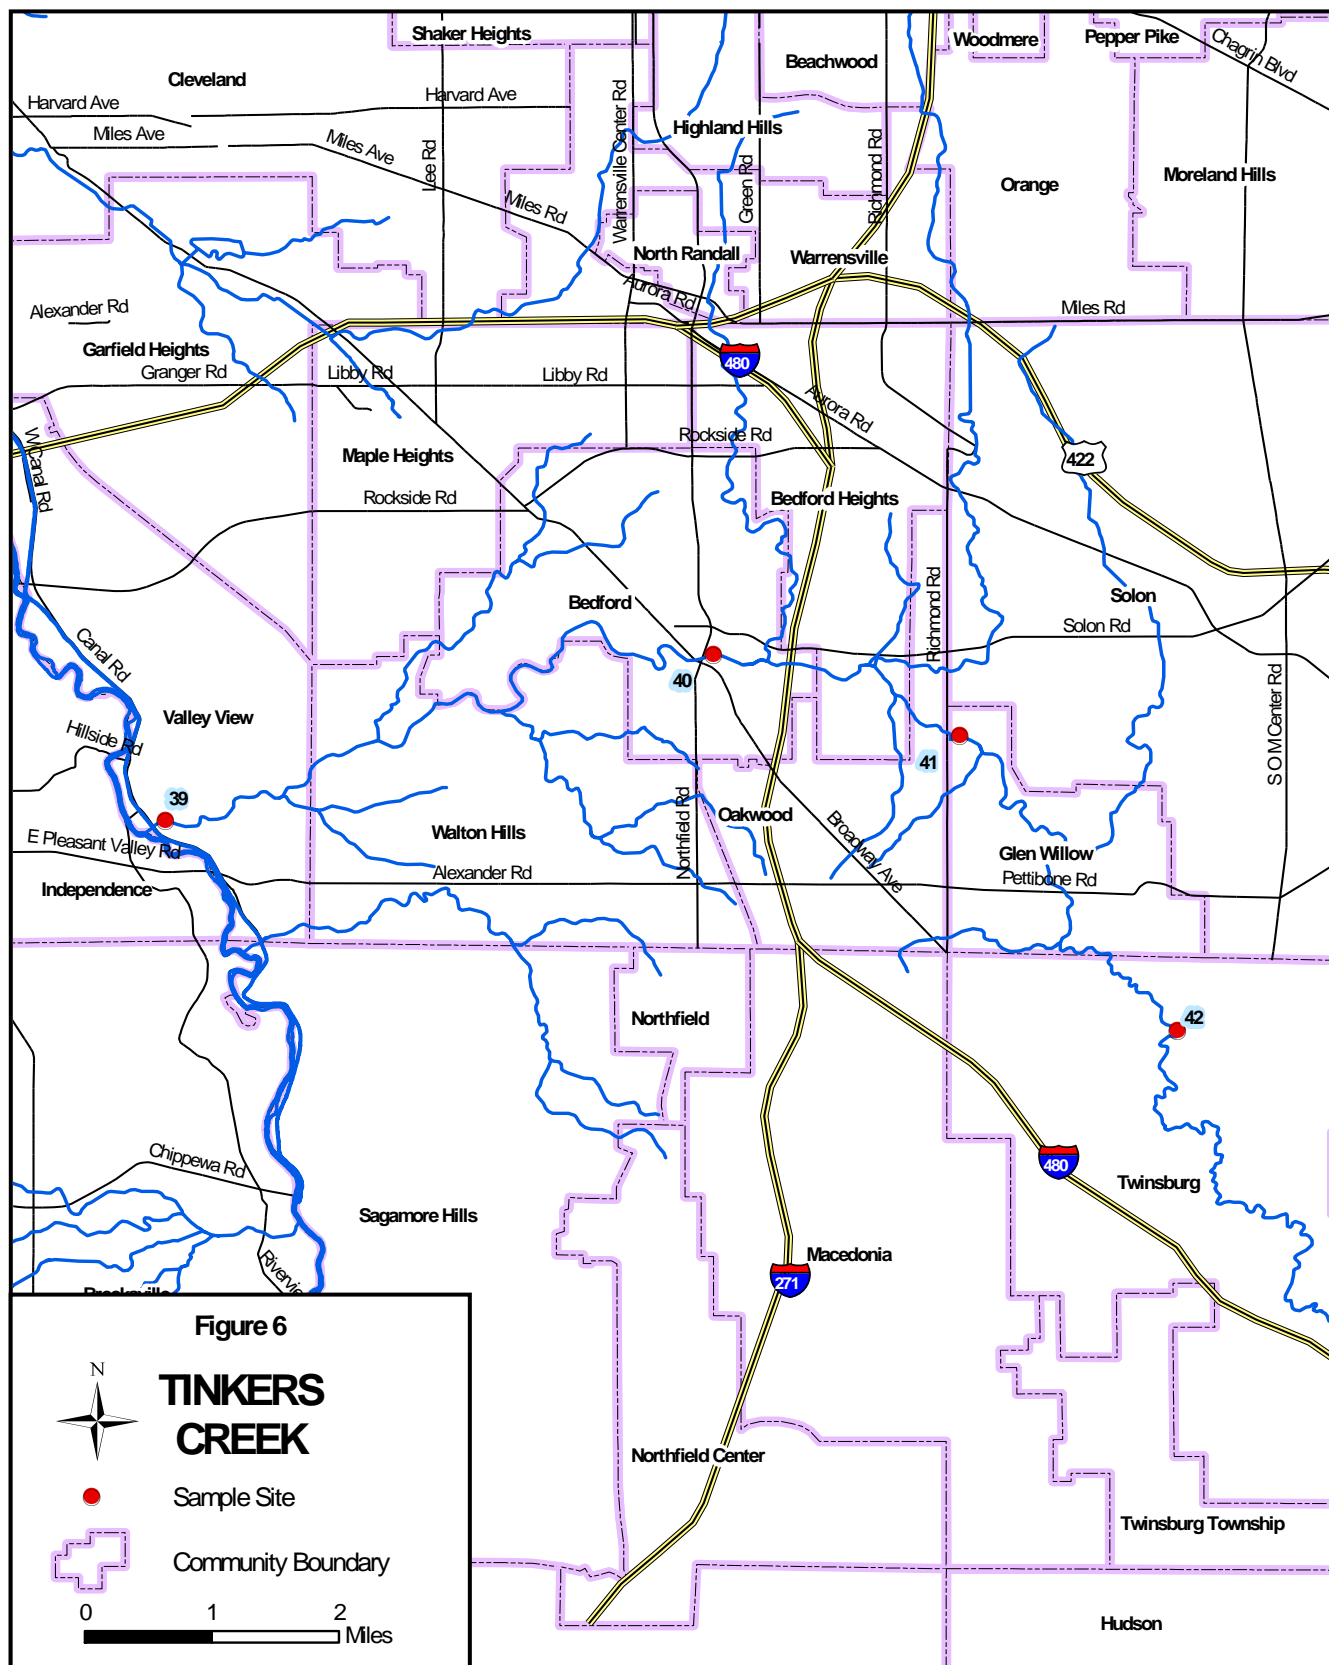 Shaker Heights
Woodmere
Pepper Pike
Chagrin Blvd
Cleveland
Beachwood
Harvard Ave
Harvard Ave
Miles Ave
Miles Ave
Highland Hills
Lee Rd
Warrensville Center Rd
Green Rd
Richmond Rd
Orange
Moreland Hills
Miles Rd
North Randall
Warrensville
Aurora Rd
Alexander Rd
Miles Rd
Garfield Heights
Granger Rd
Libby Rd
Libby Rd
480
Aurora Rd
W Canal Rd
Maple Heights
Rockside Rd
422
Rockside Rd
Bedford Heights
Richmond Rd
Bedford
Solon
Solon Rd
Canal Rd
40
S O M Center Rd
Valley View
Hillside Rd
41
39
Northfield Rd
Oakwood
Broadway Ave
Walton Hills
E Pleasant Valley Rd
Glen Willow
Alexander Rd
Pettibone Rd
Independence
Northfield
42
Chippewa Rd
480
Twinsburg
Sagamore Hills
Macedonia
271
Figure 6
N
TINKERS
CREEK
Northfield Center
Sample Site
Twinsburg Township
Community Boundary
0 1 2
Miles
Hudson